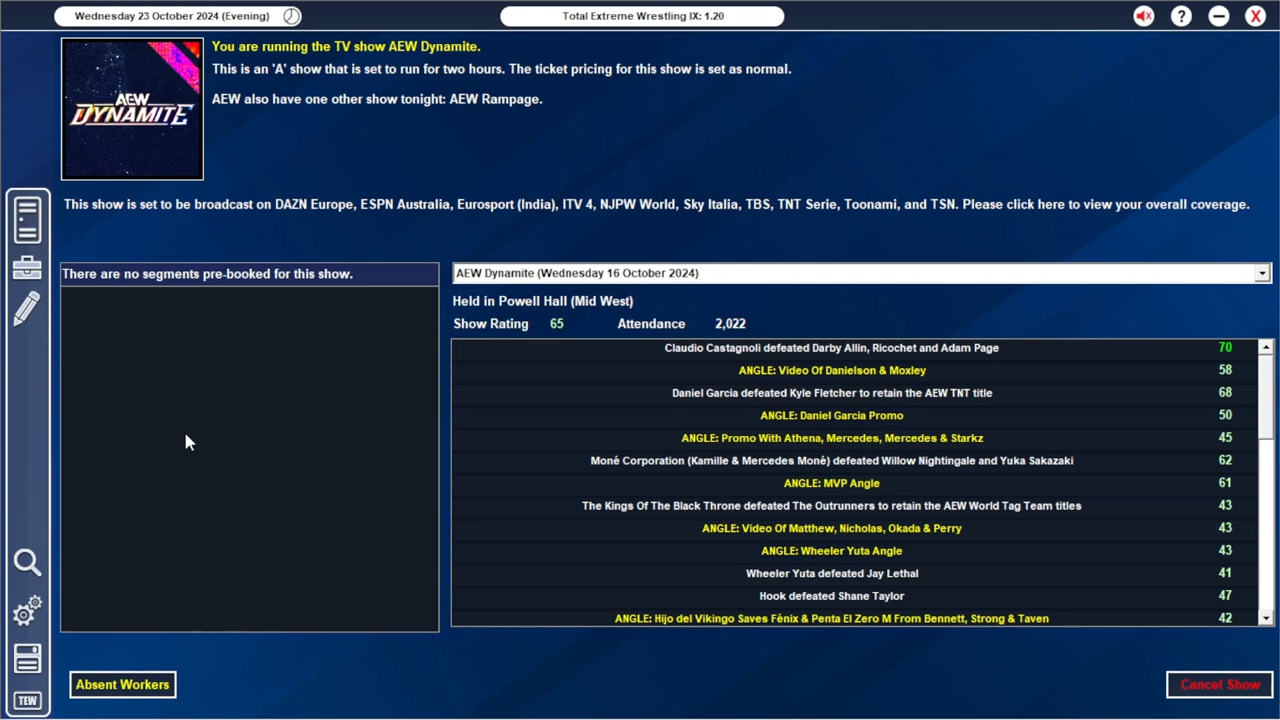 Wednesday 23 October 2024 (Evening)
Total Extreme Wrestling IX: 1.20
?
X
AEW
DYNAMITE
You are running the TV show AEW Dynamite.
This is an 'A' show that is set to run for two hours. The ticket pricing for this show is set as normal.
AEW also have one other show tonight: AEW Rampage.
This show is set to be broadcast on DAZN Europe, ESPN Australia, Eurosport (India), ITV 4, NJPW World, Sky Italia, TBS, TNT Serie, Toonami, and TSN. Please click here to view your overall coverage.
There are no segments pre-booked for this show.
AEW Dynamite (Wednesday 16 October 2024)
Held in Powell Hall (Mid West)
Show Rating 65 Attendance 2,022
Claudio Castagnoli defeated Darby Allin, Ricochet and Adam Page 70
ANGLE: Video Of Danielson & Moxley 58
Daniel Garcia defeated Kyle Fletcher to retain the AEW TNT title 68
ANGLE: Daniel Garcia Promo 50
ANGLE: Promo With Athena, Mercedes, Mercedes & Starkz 45
Moné Corporation (Kamille & Mercedes Moné) defeated Willow Nightingale and Yuka Sakazaki 62
ANGLE: MVP Angle 61
The Kings Of The Black Throne defeated The Outrunners to retain the AEW World Tag Team titles 43
ANGLE: Video Of Matthew, Nicholas, Okada & Perry 43
ANGLE: Wheeler Yuta Angle 43
Wheeler Yuta defeated Jay Lethal 41
Hook defeated Shane Taylor 47
ANGLE: Hijo del Vikingo Saves Fénix & Penta El Zero M From Bennett, Strong & Taven 42
Absent Workers
Cancel Show
TEW